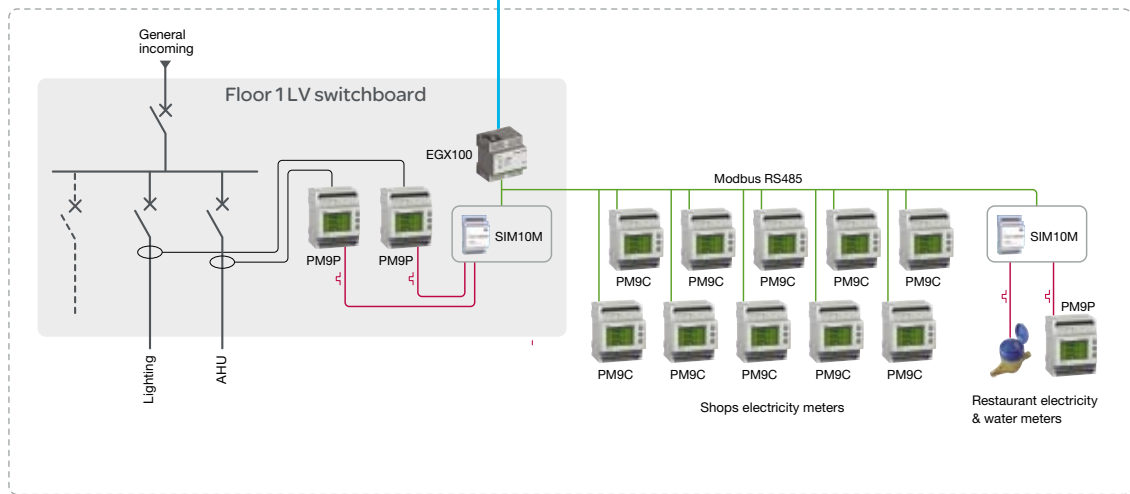 General
incoming
Floor 1 LV switchboard
EGX100
Modbus RS485
PM9P
PM9P
SIM10M
PM9C
PM9C
PM9C
PM9C
PM9C
SIM10M
PM9P
PM9C
PM9C
PM9C
PM9C
PM9C
Lighting
AHU
Shops electricity meters
Restaurant electricity
& water meters